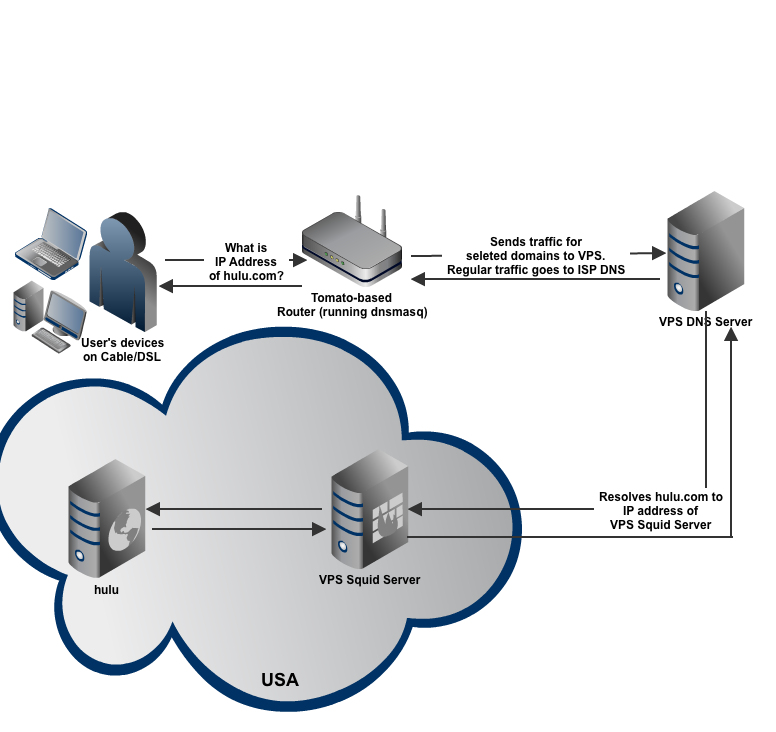 What is
IP Address
of hulu.com?
Sends traffic for
seleted domains to VPS.
Regular traffic goes to ISP DNS
Tomato-based
Router (running dnsmasq)
VPS DNS Server
User's devices
on Cable/DSL
Resolves hulu.com to
IP address of
VPS Squid Server
VPS Squid Server
hulu
USA